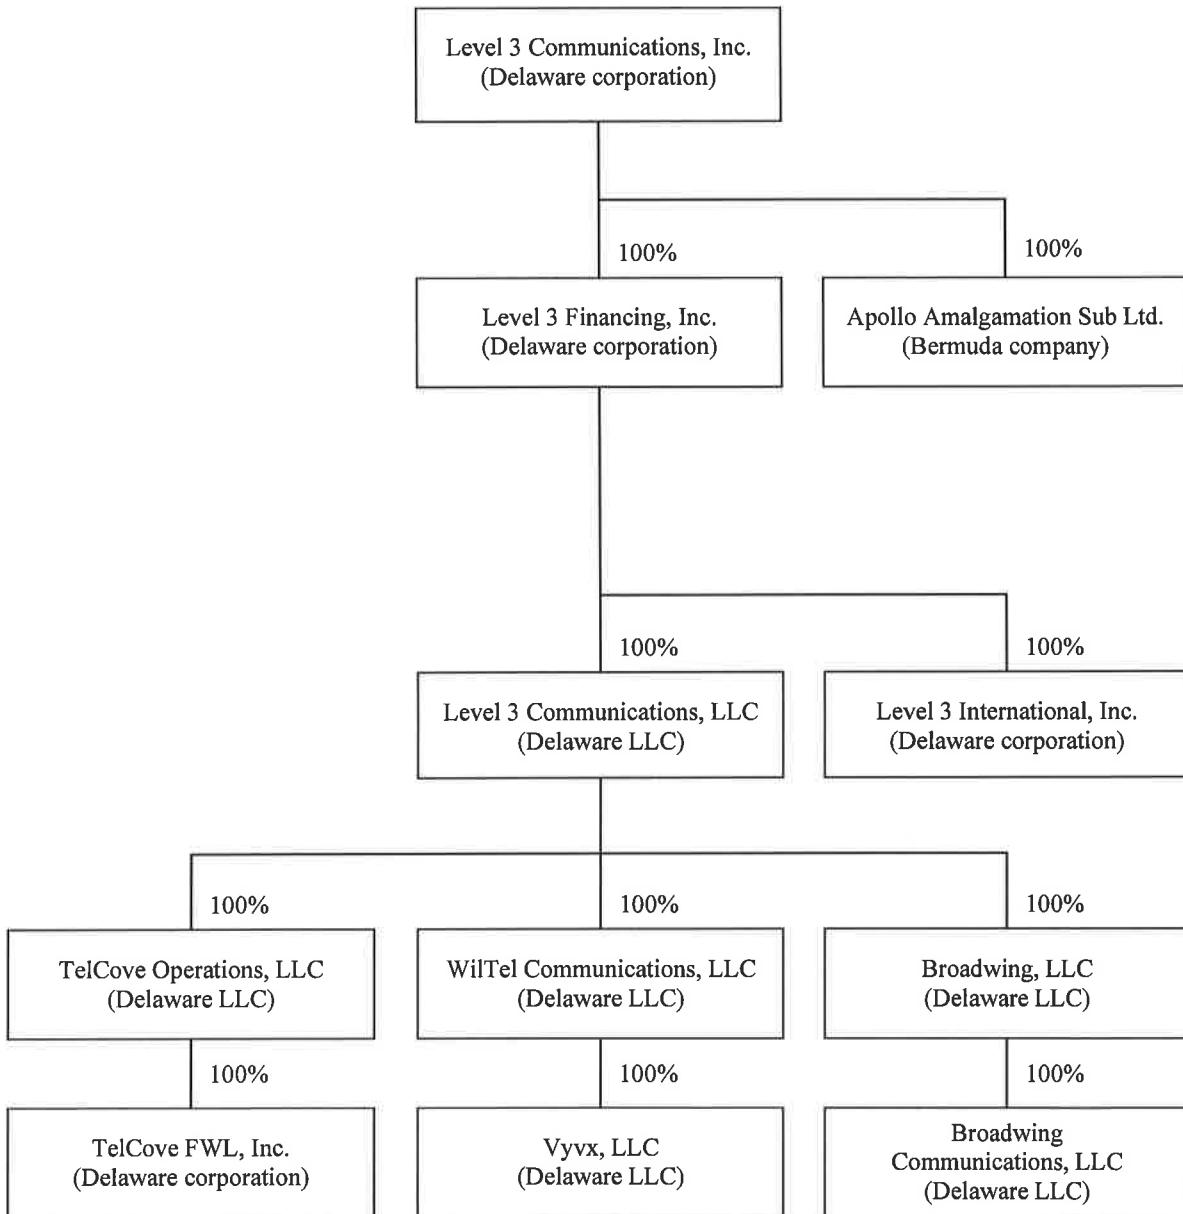 Level 3 Communications, Inc.
(Delaware corporation)
100%
100%
Level 3 Financing, Inc.
(Delaware corporation)
Apollo Amalgamation Sub Ltd.
(Bermuda company)
100%
100%
Level 3 Communications, LLC
(Delaware LLC)
Level 3 International, Inc.
(Delaware corporation)
100%
100%
100%
TelCove Operations, LLC
(Delaware LLC)
WilTel Communications, LLC
(Delaware LLC)
Broadwing, LLC
(Delaware LLC)
100%
100%
100%
TelCove FWL, Inc.
(Delaware corporation)
Vyvx, LLC
(Delaware LLC)
Broadwing
Communications, LLC
(Delaware LLC)